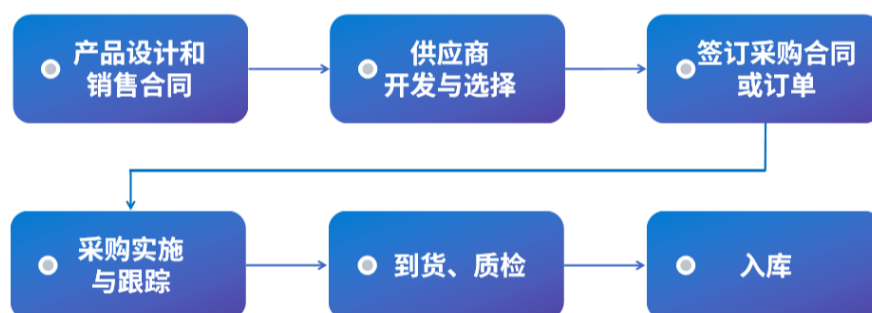 产品设计和
销售合同
供应商
开发与选择
签订采购合同
或订单
采购实施
与跟踪
到货、质检
入库